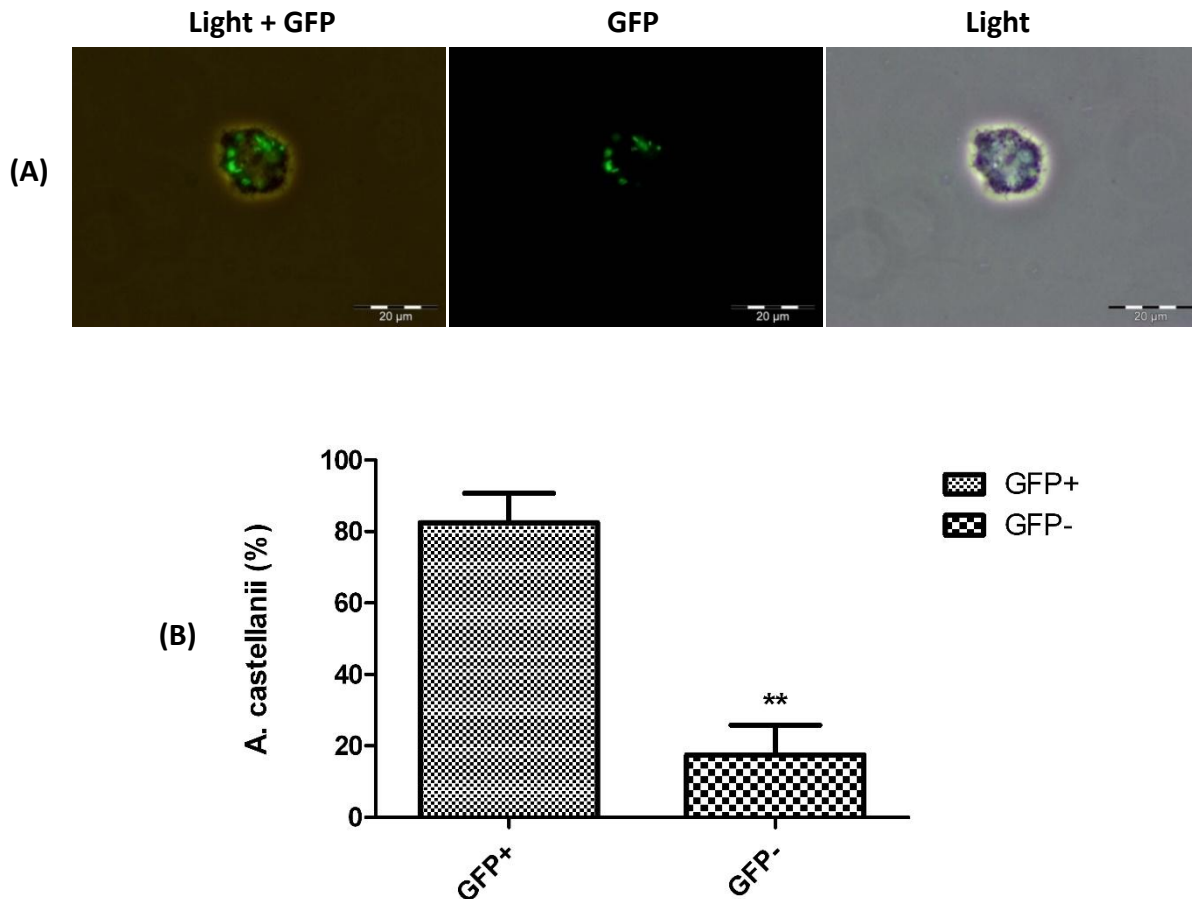 Light + GFP GFP Light
(A)
20 µm 20 µm 20 µm
100
80
60
40
20
0
A. castellanii (%)
(B)
**
GFP+
GFP-
GFP+ GFP-